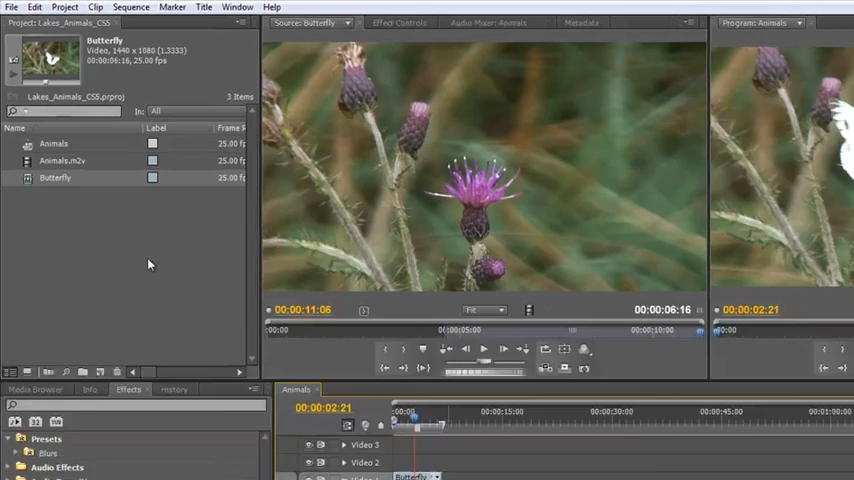 File Edit Project Clip Sequence Marker Title Window Help
Project: Lakes_Animals_CS5
Source: Butterfly
Effect Controls
Audio Mixer: Animals
Metadata
Program: Animals
Butterfly
Video, 1440 x 1080 (1.3333)
00:00:06:16, 25.00 fps
Lakes_Animals_CS5.prproj
3 Items
In: All
Name Label Frame R
Animals 25.00 fp
Animals.m2v 25.00 fp
Butterfly 25.00 fp
00:00:11:06
Fit
00:00:06:16
00:00:02:21
:00:00
00:00:10:00
00:00
Media Browser Info Effects History
32
YUV
Presets
Blurs
Audio Effects
Animals
00:00:02:21
:00:00 00:00:15:00 00:00:30:00 00:00:45:00 00:01:00:00
Video 3
Video 2
Butterfly